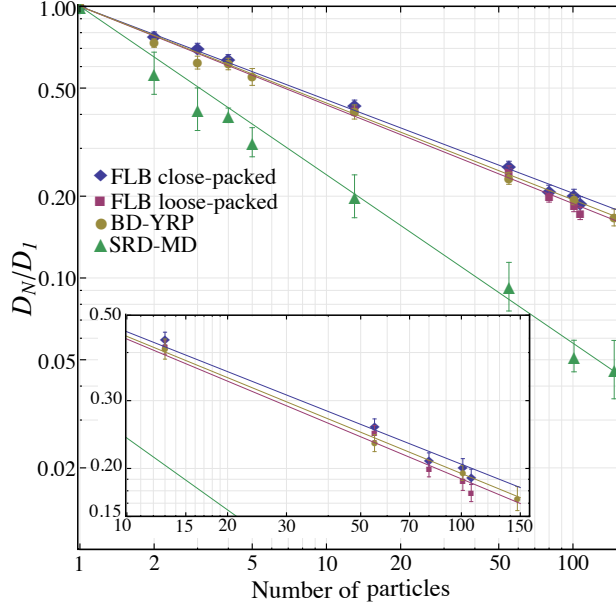 1.00
0.50
0.20
0.10
0.05
0.02
D_N/D_1
FLB close-packed
FLB loose-packed
BD-YRP
SRD-MD
0.50
0.30
0.20
0.15
10 15 20 30 50 70 100 150
1 2 5 10 20 50 100
Number of particles